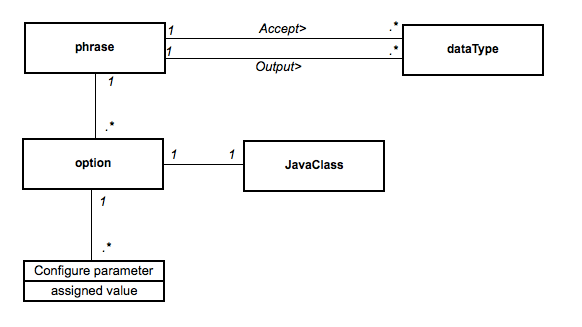 1 Accept> .*
phrase
dataType
1 .*
Output>
1
.*
option
1 1
JavaClass
1
.*
Configure parameter
assigned value